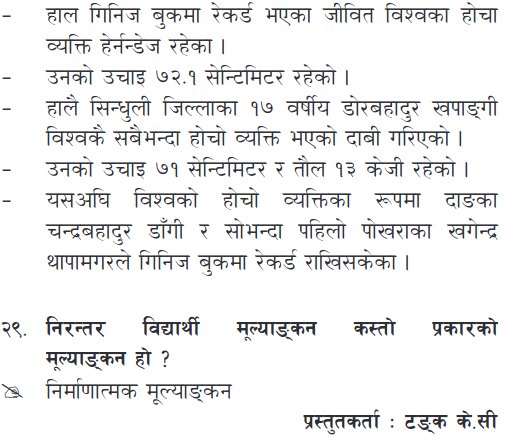 - हाल गिनिज बुकमा रेकर्ड भएका जीवित विश्वका होचा
व्यक्ति हेर्नन्डेज रहेका ।
- उनको उचाइ ७२.१ सेन्टिमिटर रहेको ।
- हालै सिन्धुली जिल्लाका १७ वर्षीय डोरबहादुर खपाङ्गी
विश्वकै सबैभन्दा होचो व्यक्ति भएको दाबी गरिएको ।
- उनको उचाइ ७१ सेन्टिमिटर र तौल १३ केजी रहेको ।
- यसअघि विश्वको होचो व्यक्तिका रूपमा दाङका
चन्द्रबहादुर डाँगी र सोभन्दा पहिलो पोखराका खगेन्द्र
थापामगरले गिनिज बुकमा रेकर्ड राखिसकेका ।
२९. निरन्तर विद्यार्थी मूल्याङ्कन कस्तो प्रकारको
मूल्याङ्कन हो ?
निर्माणात्मक मूल्याङ्कन
प्रस्तुतकर्ता : टङ्क के.सी